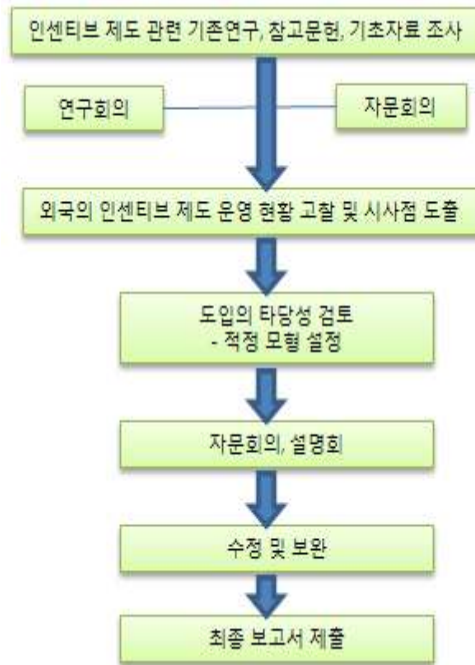 인센티브 제도 관련 기존연구, 참고문헌, 기초자료 조사
연구회의
자문회의
외국의 인센티브 제도 운영 현황 고찰 및 시사점 도출
도입의 타당성 검토
- 적정 모형 설정
자문회의, 설명회
수정 및 보완
최종 보고서 제출